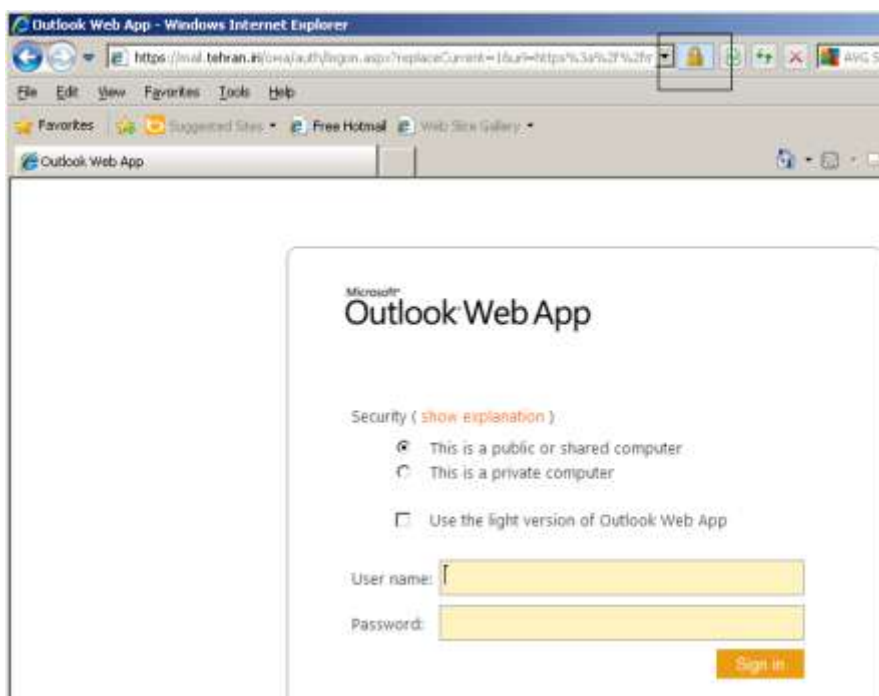 Outlook Web App - Windows Internet Explorer
https://mail.tehran.ir/owa/auth/logon.aspx?replaceCurrent=1&url=https%3a%2f%2fm
AVG S
File Edit View Favorites Tools Help
Favorites Suggested Sites Free Hotmail Web Slice Gallery
Outlook Web App
Microsoft
Outlook Web App
Security ( show explanation )
This is a public or shared computer
This is a private computer
Use the light version of Outlook Web App
User name:
Password:
Sign in